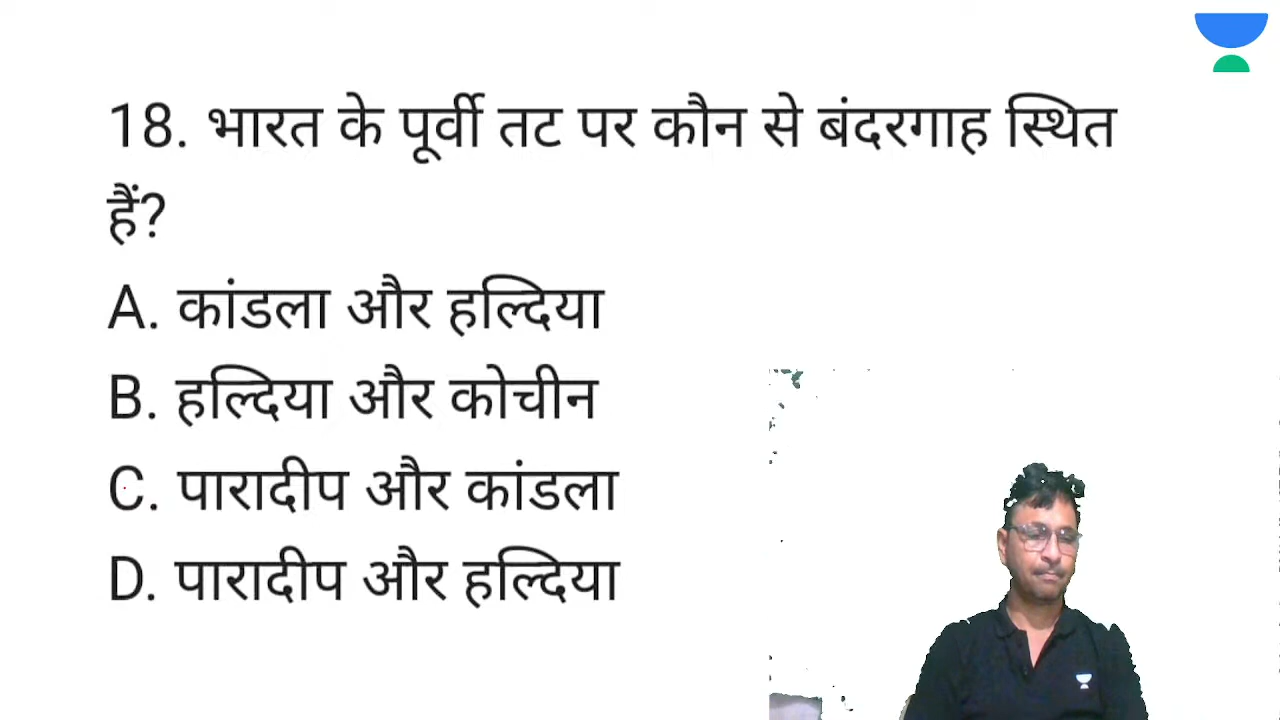 18. भारत के पूर्वी तट पर कौन से बंदरगाह स्थित
हैं?
A. कांडला और हल्दिया
B. हल्दिया और कोचीन
C. पारादीप और कांडला
D. पारादीप और हल्दिया